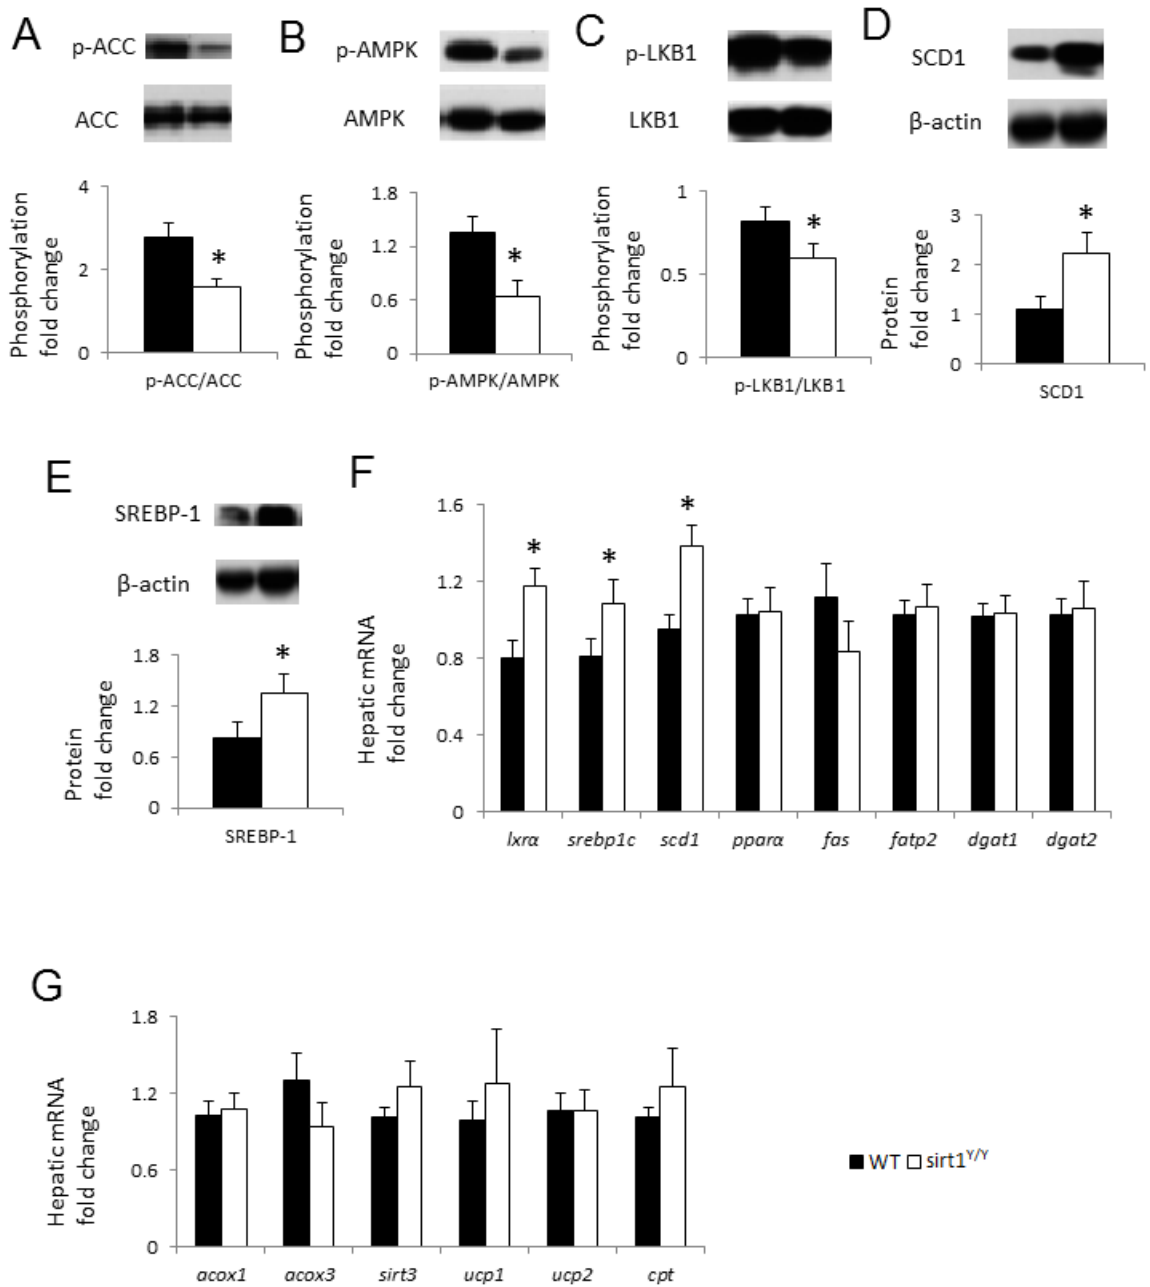 A
p-ACC
ACC
Phosphorylation
fold change
4
2
0
*
p-ACC/ACC
B
p-AMPK
AMPK
Phosphorylation
fold change
1.8
1.2
0.6
0
*
p-AMPK/AMPK
C
p-LKB1
LKB1
Phosphorylation
fold change
1
0.5
0
*
p-LKB1/LKB1
D
SCD1
β-actin
Protein
fold change
3
2
1
0
*
SCD1
E
SREBP-1
β-actin
Protein
fold change
1.8
1.2
0.6
0
*
SREBP-1
F
Hepatic mRNA
fold change
1.6
1.2
0.8
0.4
0
* * *
lxrα srebp1c scd1 pparα fas fatp2 dgat1 dgat2
G
Hepatic mRNA
fold change
1.8
1.2
0.6
0
acox1 acox3 sirt3 ucp1 ucp2 cpt
WT sirt1Y/Y